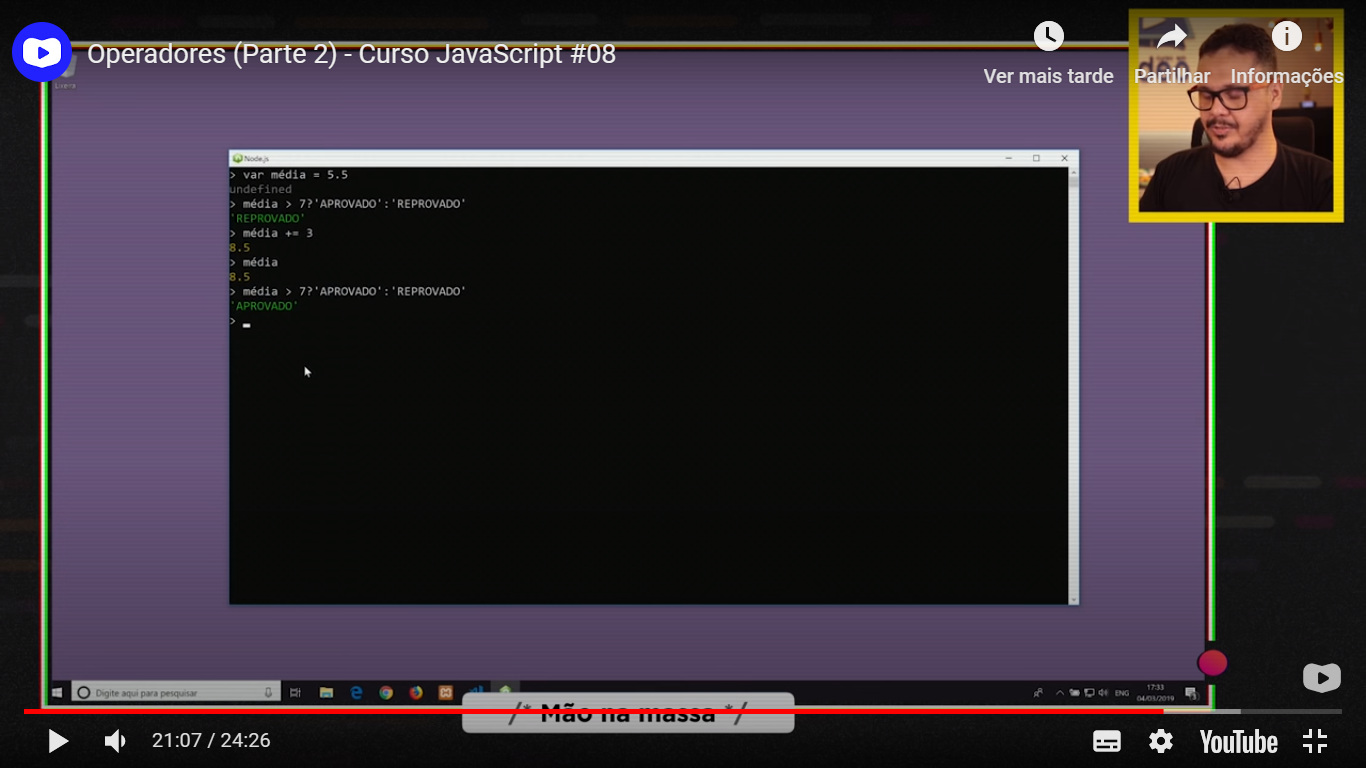 Operadores (Parte 2) - Curso JavaScript #08
Ver mais tarde
Partilhar
Informações
Lixeira
Node.js
> var média = 5.5
undefined
> média > 7?'APROVADO':'REPROVADO'
'REPROVADO'
> média += 3
8.5
> média
8.5
> média > 7?'APROVADO':'REPROVADO'
'APROVADO'
>
Digite aqui para pesquisar
ENG
17:33
04/03/2019
/* Mão na massa */
21:07 / 24:26
YouTube